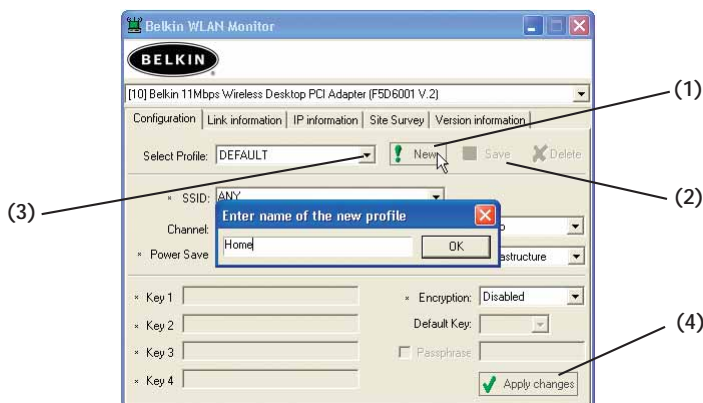 Belkin WLAN Monitor
BELKIN
[10] Belkin 11Mbps Wireless Desktop PCI Adapter (F5D6001 V.2)
(1)
Configuration Link information IP information Site Survey Version information
Select Profile: DEFAULT New Save Delete
(2)
(3)
* SSID: ANY
Enter name of the new profile
Channel:
Home OK
* Power Save astructure
* Key 1 * Encryption: Disabled
* Key 2 Default Key:
(4)
* Key 3 Passphrase
* Key 4 Apply changes